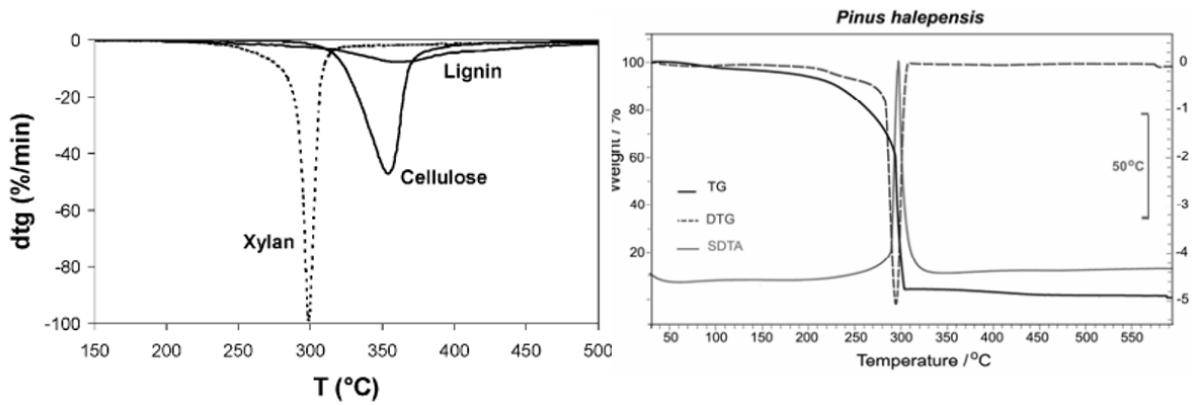 0
-20
-40
-60
-80
-100
150 200 250 300 350 400 450 500
dtg (%/min)
T (°C)
Lignin
Cellulose
Xylan
Pinus halepensis
100
80
60
40
20
Weight / %
TG
DTG
SDTA
50°C
0
-1
-2
-3
-4
-5
50 100 150 200 250 300 350 400 450 500 550
Temperature /°C